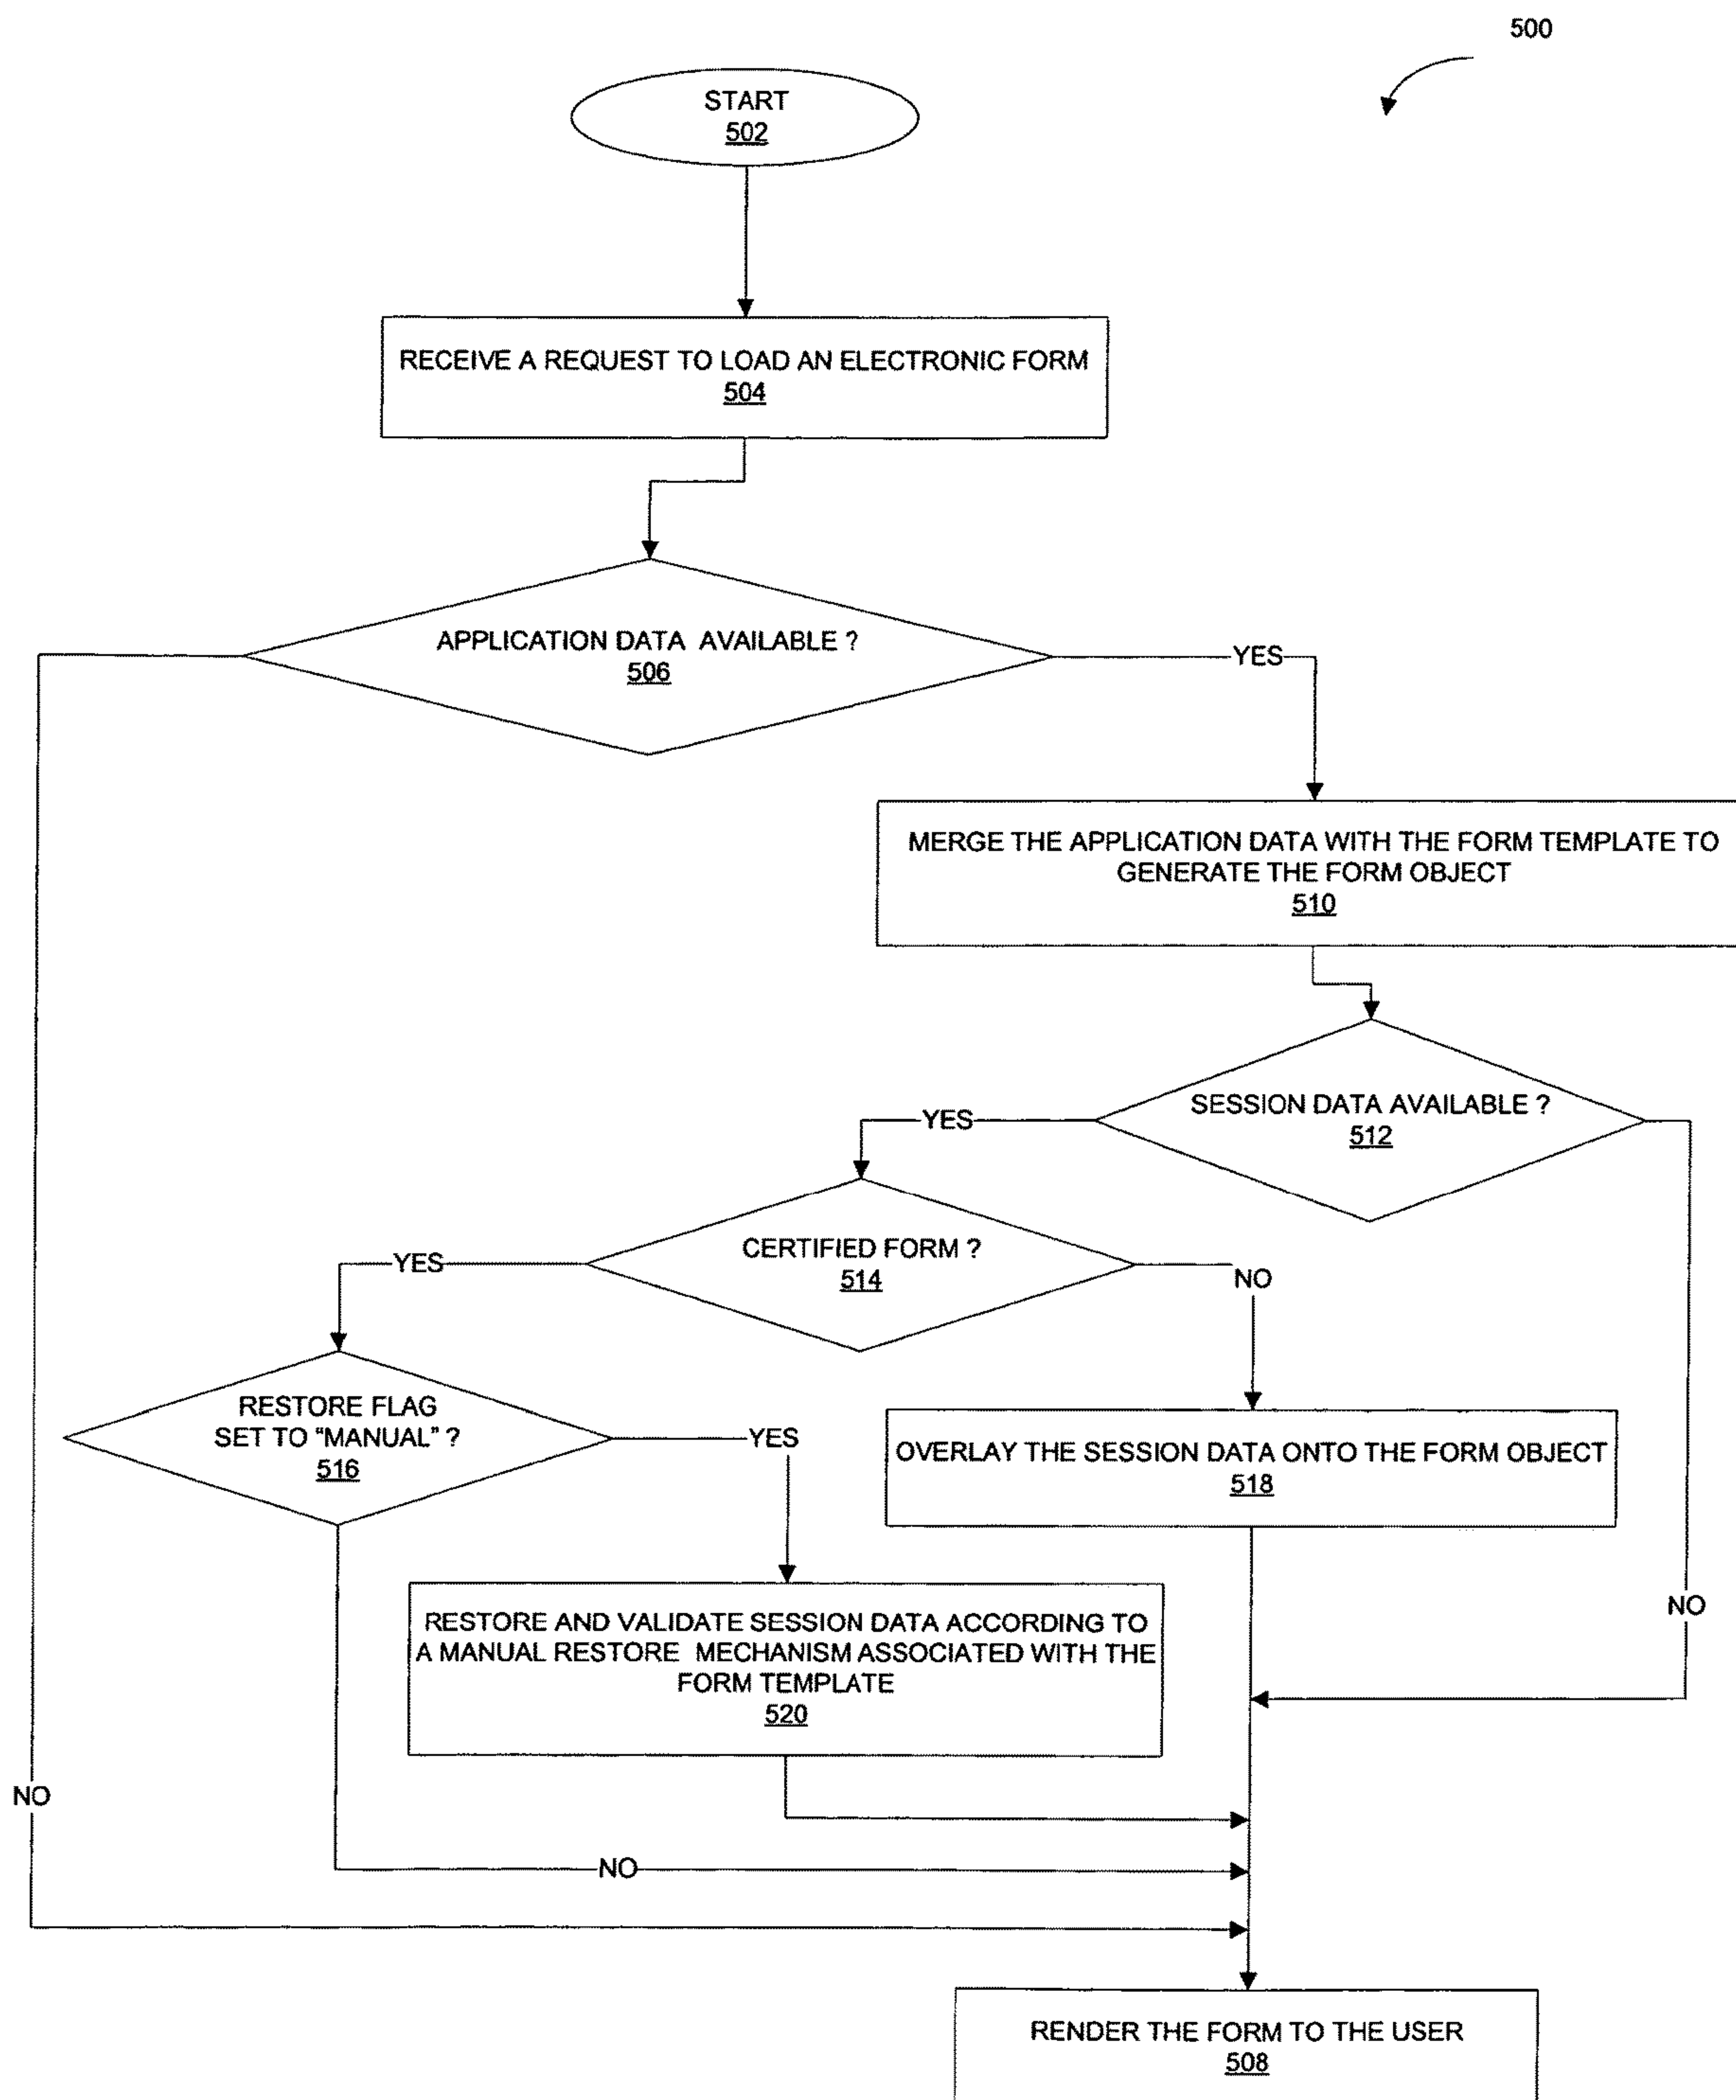 500
START
502
RECEIVE A REQUEST TO LOAD AN ELECTRONIC FORM
504
APPLICATION DATA AVAILABLE ?
506
YES
MERGE THE APPLICATION DATA WITH THE FORM TEMPLATE TO
GENERATE THE FORM OBJECT
510
SESSION DATA AVAILABLE ?
512
YES
CERTIFIED FORM ?
514
YES
NO
RESTORE FLAG
SET TO “MANUAL” ?
516
YES
OVERLAY THE SESSION DATA ONTO THE FORM OBJECT
518
NO
RESTORE AND VALIDATE SESSION DATA ACCORDING TO
A MANUAL RESTORE MECHANISM ASSOCIATED WITH THE
FORM TEMPLATE
520
NO
NO
RENDER THE FORM TO THE USER
508